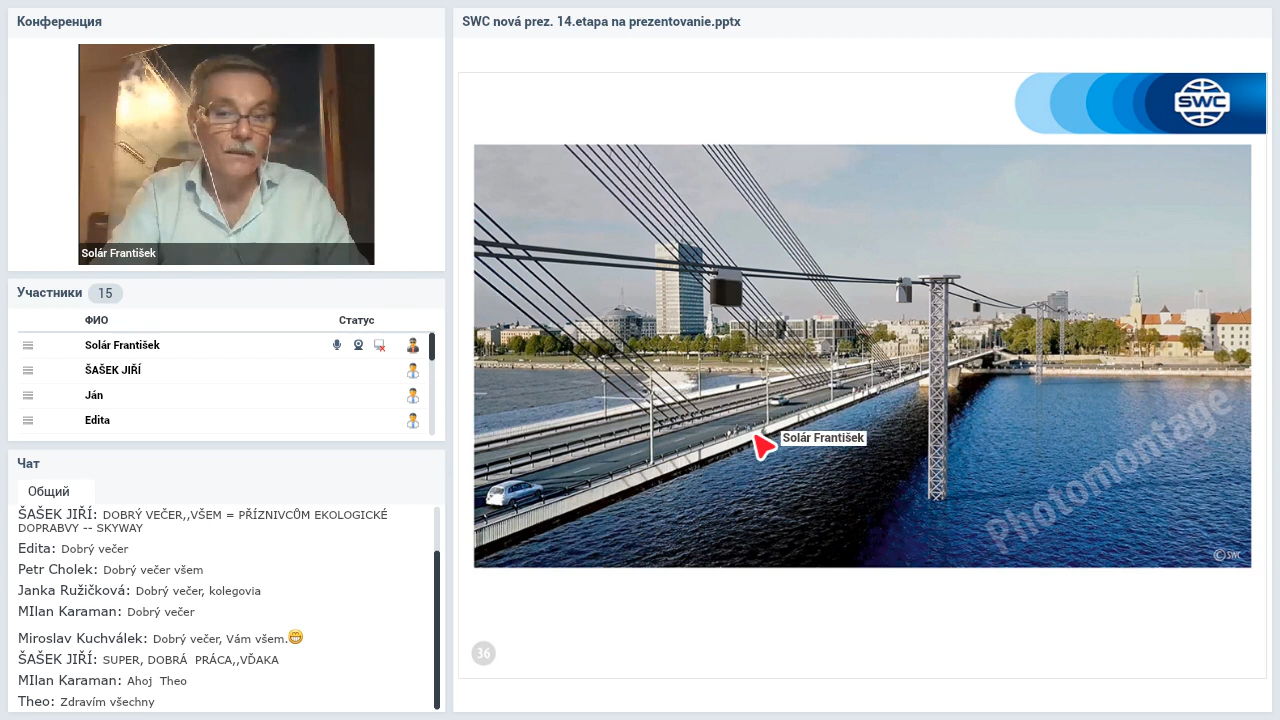 Конференция
Solár František
Участники 15
ФИО Статус
Solár František
ŠAŠEK JIŘÍ
Ján
Edita
Чат
Общий
ŠAŠEK JIŘÍ: DOBRÝ VEČER,,VŠEM = PŘÍZNIVCŮM EKOLOGICKÉ
DOPRABVY -- SKYWAY
Edita: Dobrý večer
Petr Cholek: Dobrý večer všem
Janka Ružičková: Dobrý večer, kolegovia
MIlan Karaman: Dobrý večer
Miroslav Kuchválek: Dobrý večer, Vám všem.
ŠAŠEK JIŘÍ: SUPER, DOBRÁ PRÁCA,,VĎAKA
MIlan Karaman: Ahoj Theo
Theo: Zdravím všechny
SWC nová prez. 14.etapa na prezentovanie.pptx
SWC
Solár František
Photomontage
© SWC
36